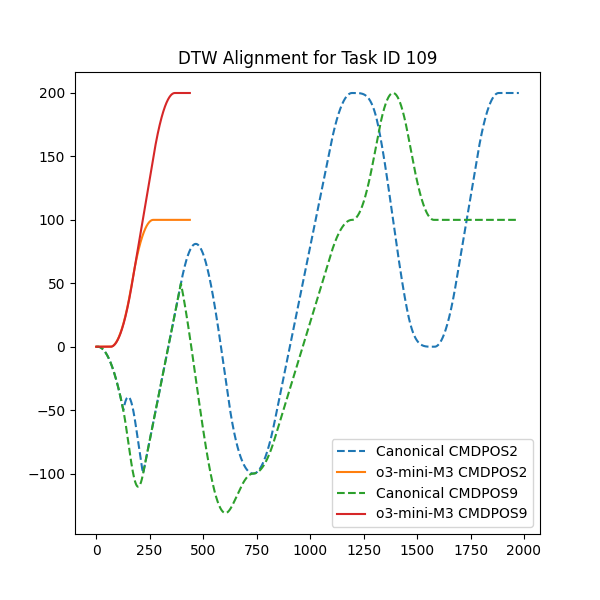 DTW Alignment for Task ID 109
200
150
100
50
0
−50
−100
0 250 500 750 1000 1250 1500 1750 2000
Canonical CMDPOS2
o3-mini-M3 CMDPOS2
Canonical CMDPOS9
o3-mini-M3 CMDPOS9